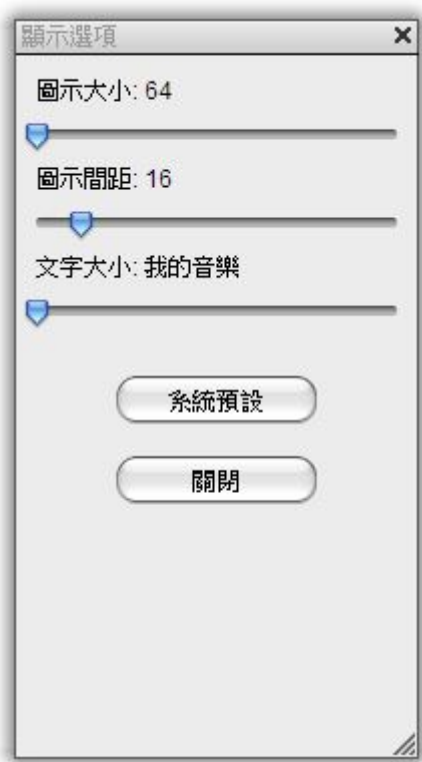 顯示選項
圖示大小: 64
圖示間距: 16
文字大小: 我的音樂
系統預設
關閉